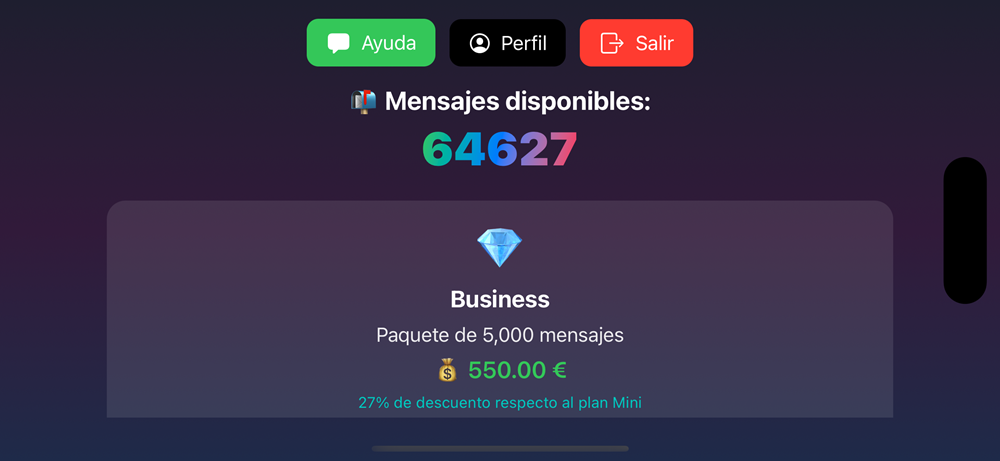 Ayuda Perfil Salir
📬 Mensajes disponibles:
64627
Business
Paquete de 5,000 mensajes
💰 550.00 €
27% de descuento respecto al plan Mini